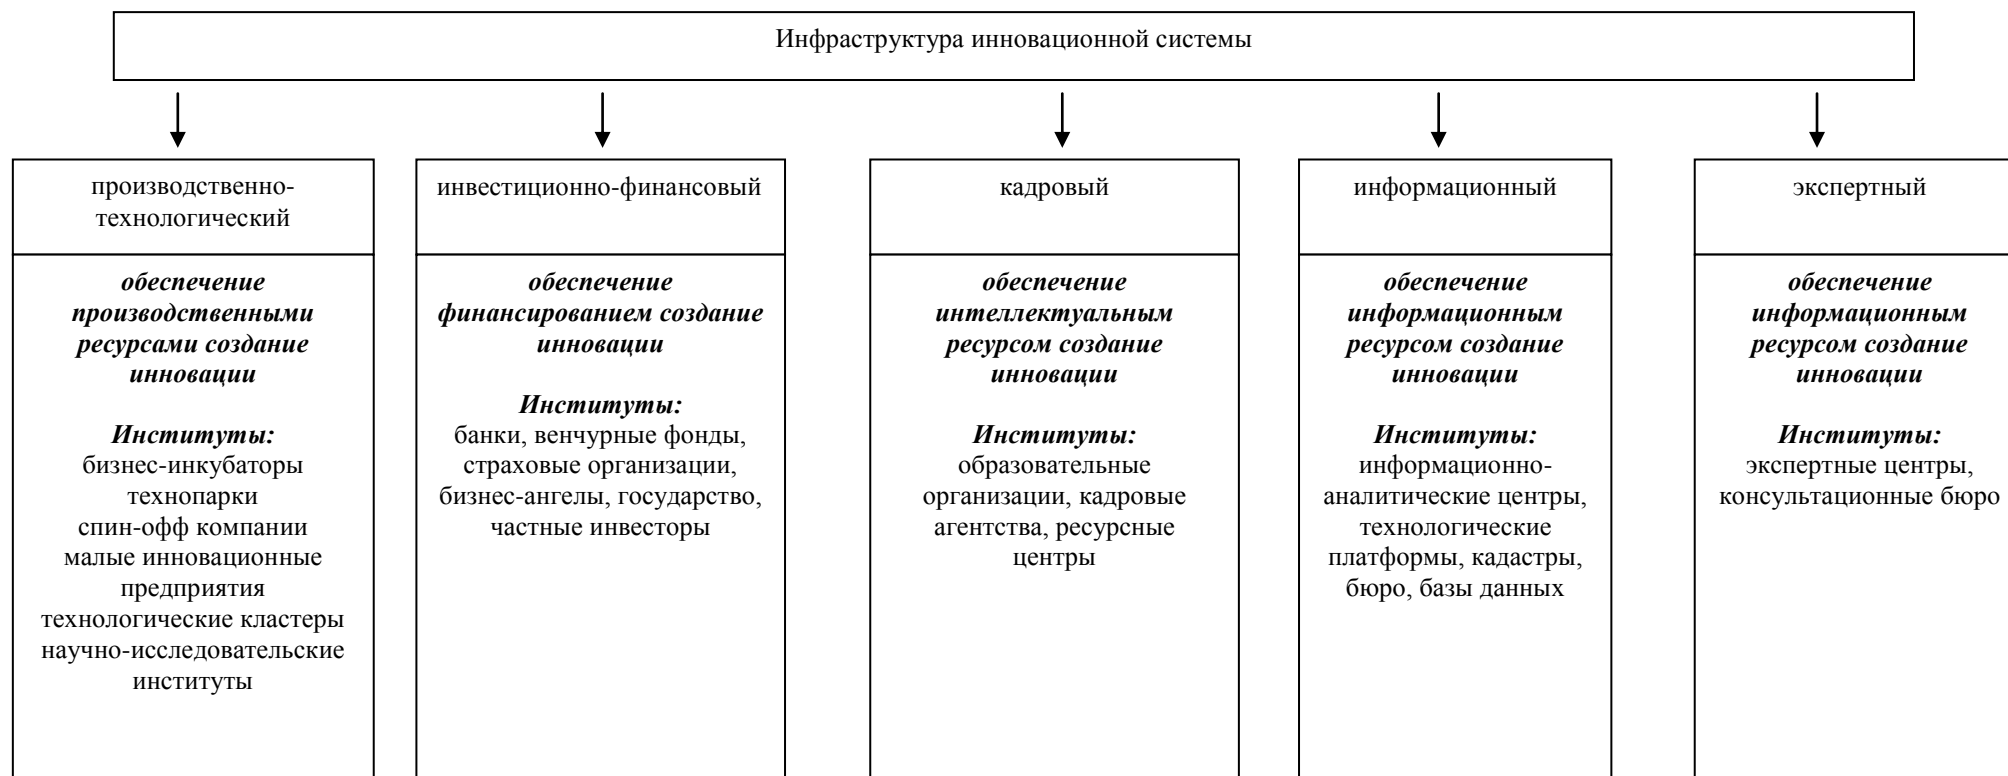 Инфраструктура инновационной системы
производственно-
технологический
обеспечение
производственными
ресурсами создание
инновации
Институты:
бизнес-инкубаторы
технопарки
спин-офф компании
малые инновационные
предприятия
технологические кластеры
научно-исследовательские
институты
инвестиционно-финансовый
обеспечение
финансированием создание
инновации
Институты:
банки, венчурные фонды,
страховые организации,
бизнес-ангелы, государство,
частные инвесторы
кадровый
обеспечение
интеллектуальным
ресурсом создание
инновации
Институты:
образовательные
организации, кадровые
агентства, ресурсные
центры
информационный
обеспечение
информационным
ресурсом создание
инновации
Институты:
информационно-
аналитические центры,
технологические
платформы, кадастры,
бюро, базы данных
экспертный
обеспечение
информационным
ресурсом создание
инновации
Институты:
экспертные центры,
консультационные бюро